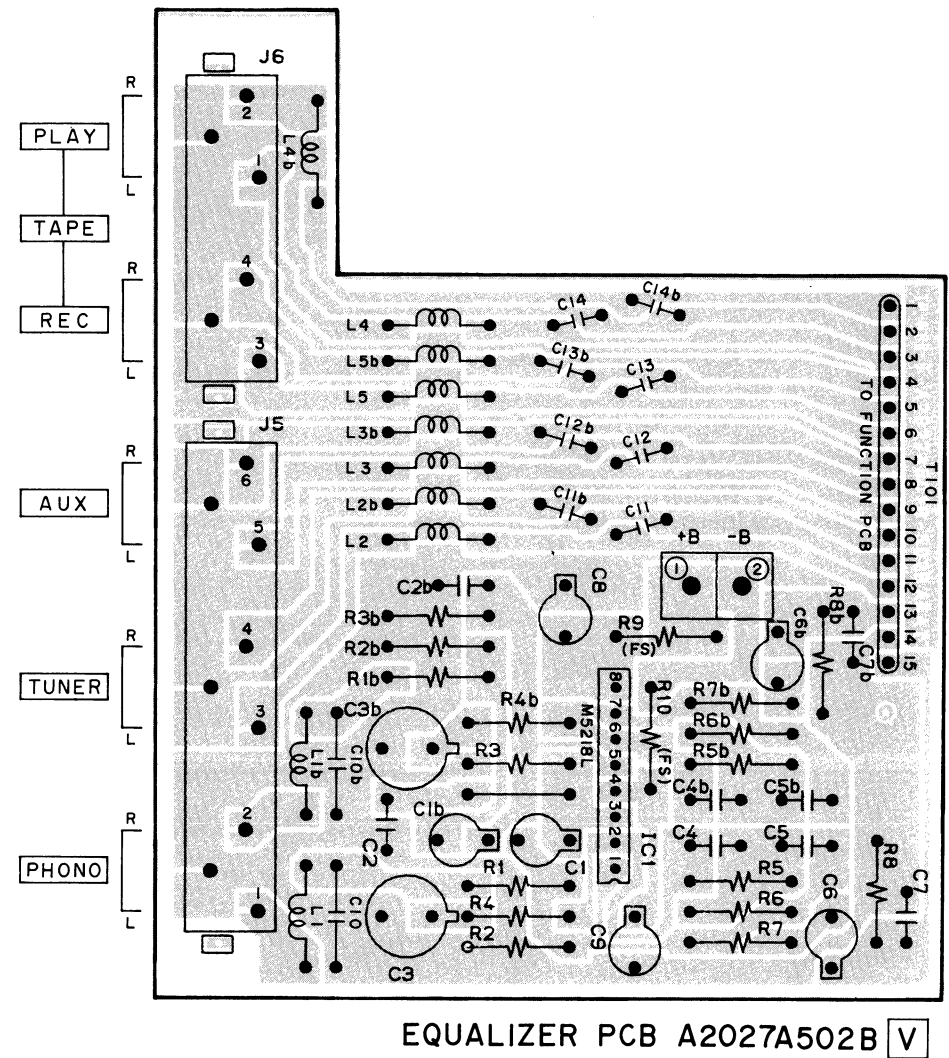 J6
R
PLAY
L
2
1
L4b
TAPE
R
REC
L
4
3
J5
R
AUX
L
6
5
R
TUNER
L
4
3
R
PHONO
L
2
1
L4
L5b
L5
L3b
L3
L2b
L2
C14
C14b
C13b
C13
C12b
C12
C11b
C11
1
2
3
4
5
6
7
8
9
10
11
12
13
14
15
TO FUNCTION PCB
T101
+B -B
1 2
C2b
R3b
R2b
R1b
C8
R9
(FS)
C6b
R8b
C7b
C3b
R4b
R3
8
7
6
5
4
3
2
1
M5218L
IC1
R10
(FS)
R7b
R6b
R5b
C4b
C5b
C4
C5
L1b
C10b
C2
C1b
C1
R1
R4
R2
L1
C10
C3
C9
R5
R6
R7
C6
R8
C7
EQUALIZER PCB A2027A502B V